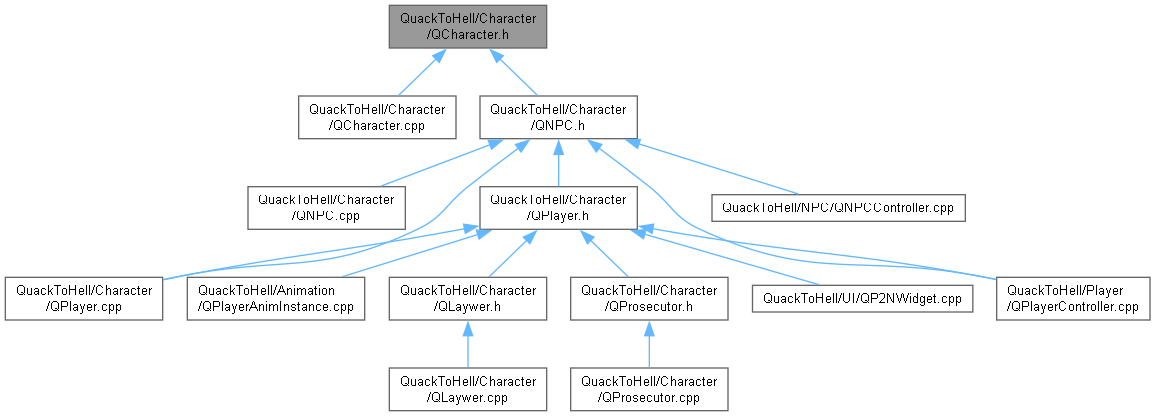 QuackToHell/Character
/QCharacter.h
QuackToHell/Character
/QCharacter.cpp
QuackToHell/Character
/QNPC.h
QuackToHell/Character
/QNPC.cpp
QuackToHell/Character
/QPlayer.h
QuackToHell/NPC/QNPCController.cpp
QuackToHell/Character
/QPlayer.cpp
QuackToHell/Animation
/QPlayerAnimInstance.cpp
QuackToHell/Character
/QLaywer.h
QuackToHell/Character
/QProsecutor.h
QuackToHell/UI/QP2NWidget.cpp
QuackToHell/Player
/QPlayerController.cpp
QuackToHell/Character
/QLaywer.cpp
QuackToHell/Character
/QProsecutor.cpp